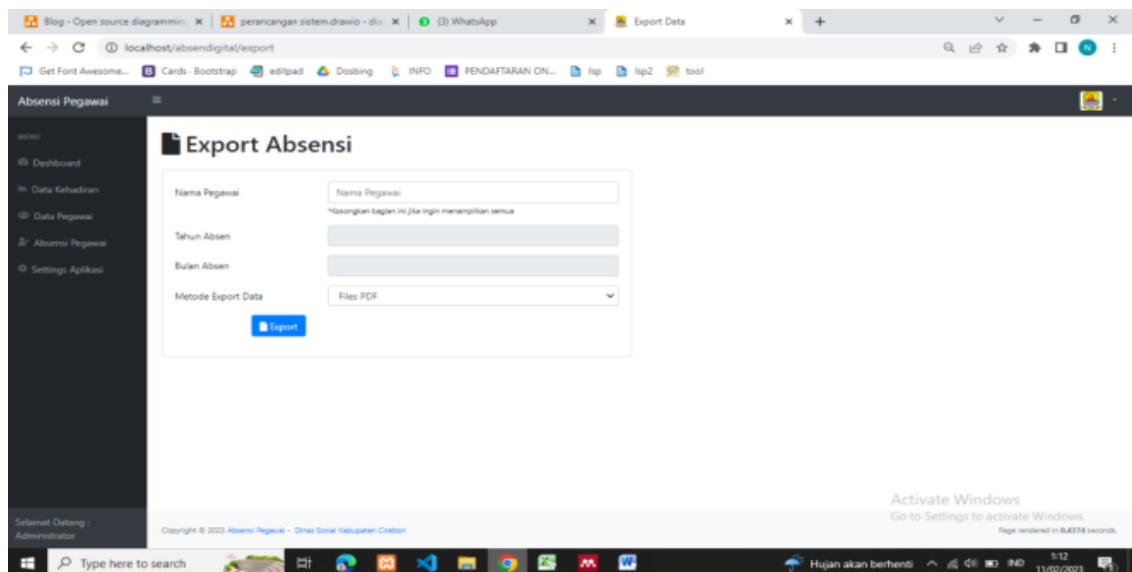 Blog - Open source diagramming
perancangan sistem.drawio - dia
(3) WhatsApp
Export Data
localhost/absendigital/export
Get Font Awesome...
Cards · Bootstrap
editpad
Dosbing
INFO
PENDAFTARAN ON...
lsp
lsp2
tool
Absensi Pegawai
MENU
Dashboard
Data Kehadiran
Data Pegawai
Absensi Pegawai
Settings Aplikasi
Export Absensi
Nama Pegawai
Nama Pegawai
*Kosongkan bagian ini jika ingin menampilkan semua
Tahun Absen
Bulan Absen
Metode Export Data
Files PDF
Export
Activate Windows
Go to Settings to activate Windows.
Selamat Datang :
Administrator
Copyright © 2023 Absensi Pegawai - Dinas Sosial Kabupaten Cirebon
Page rendered in 0.4374 seconds.
Type here to search
Hujan akan berhenti
IND
1:12
11/02/2023